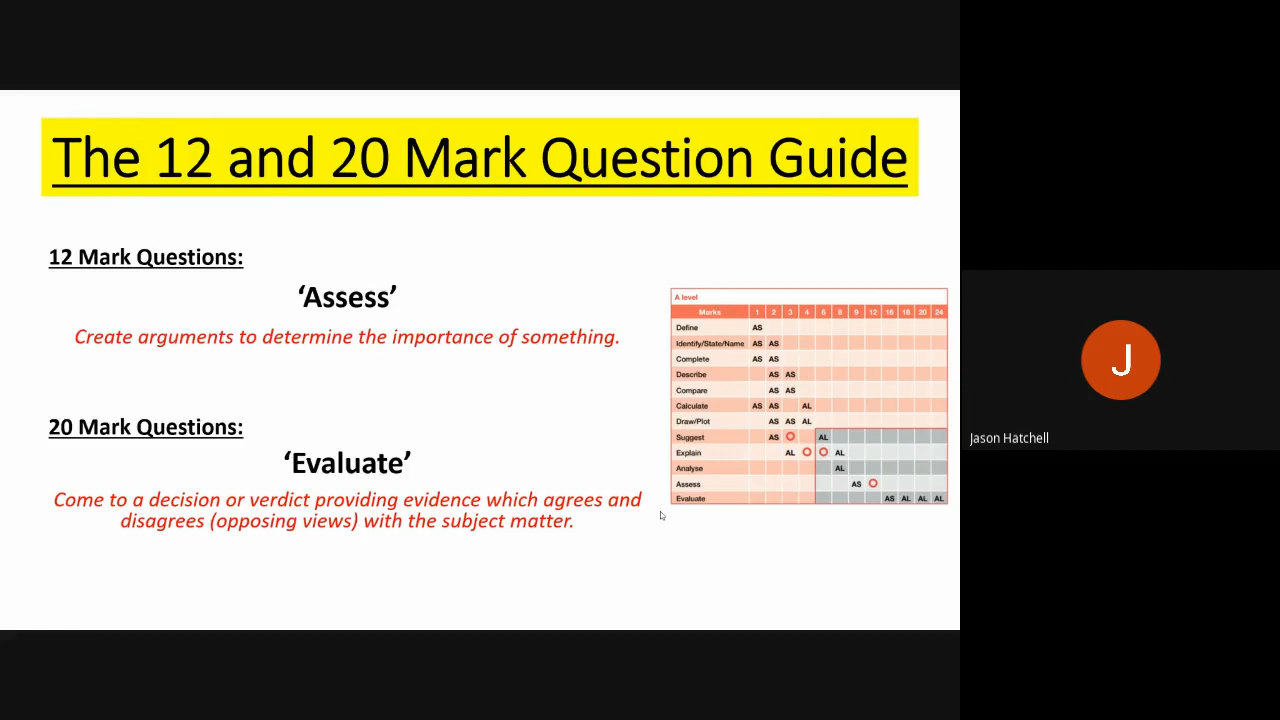 The 12 and 20 Mark Question Guide
12 Mark Questions:
‘Assess’
Create arguments to determine the importance of something.
20 Mark Questions:
‘Evaluate’
Come to a decision or verdict providing evidence which agrees and
disagrees (opposing views) with the subject matter.
A level
Marks 1 2 3 4 6 8 9 12 16 18 20 24
Define AS
Identify/State/Name AS AS
Complete AS AS
Describe AS AS
Compare AS AS
Calculate AS AS AL
Draw/Plot AS AS AL
Suggest AS O AL
Explain AL O O AL
Analyse AL
Assess AS O
Evaluate AS AL AL AL
J
Jason Hatchell